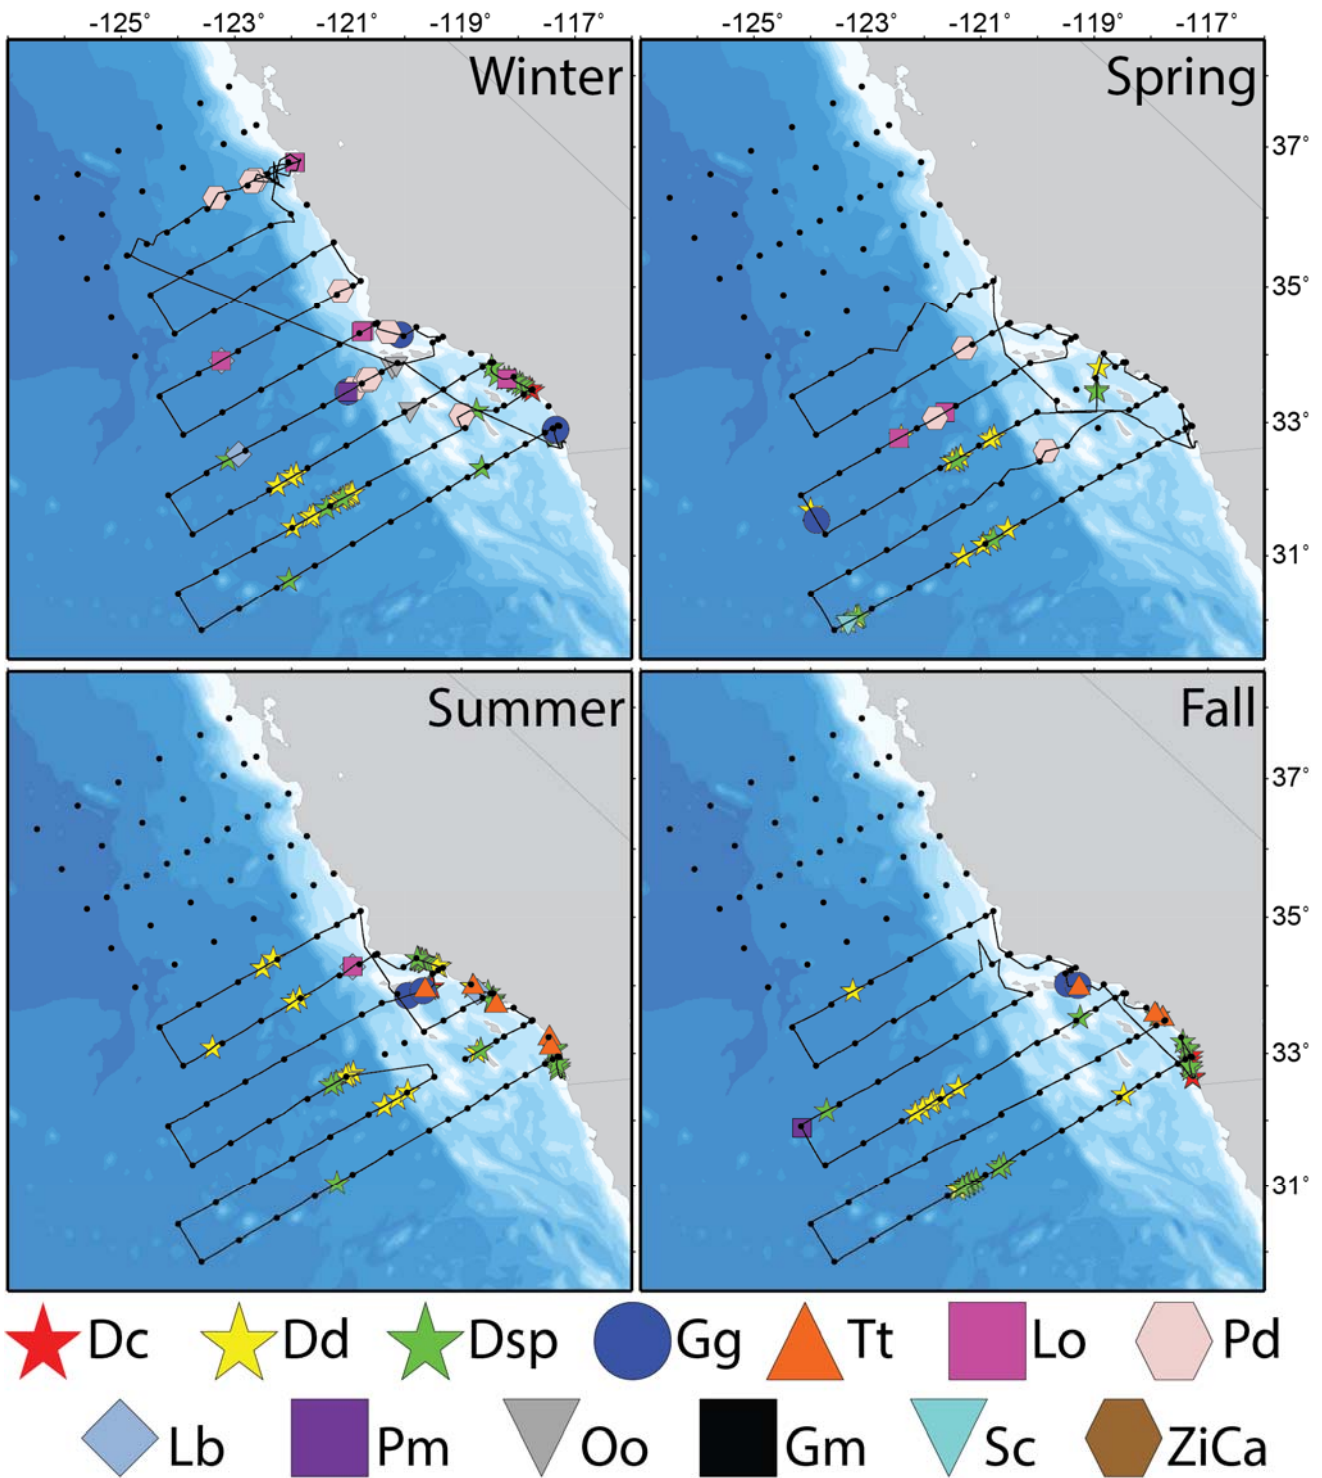 -125° -123° -121° -119° -117° -125° -123° -121° -119° -117°
Winter Spring
37°
35°
33°
31°
Summer Fall
37°
35°
33°
31°
Dc Dd Dsp Gg Tt Lo Pd
Lb Pm Oo Gm Sc ZiCa